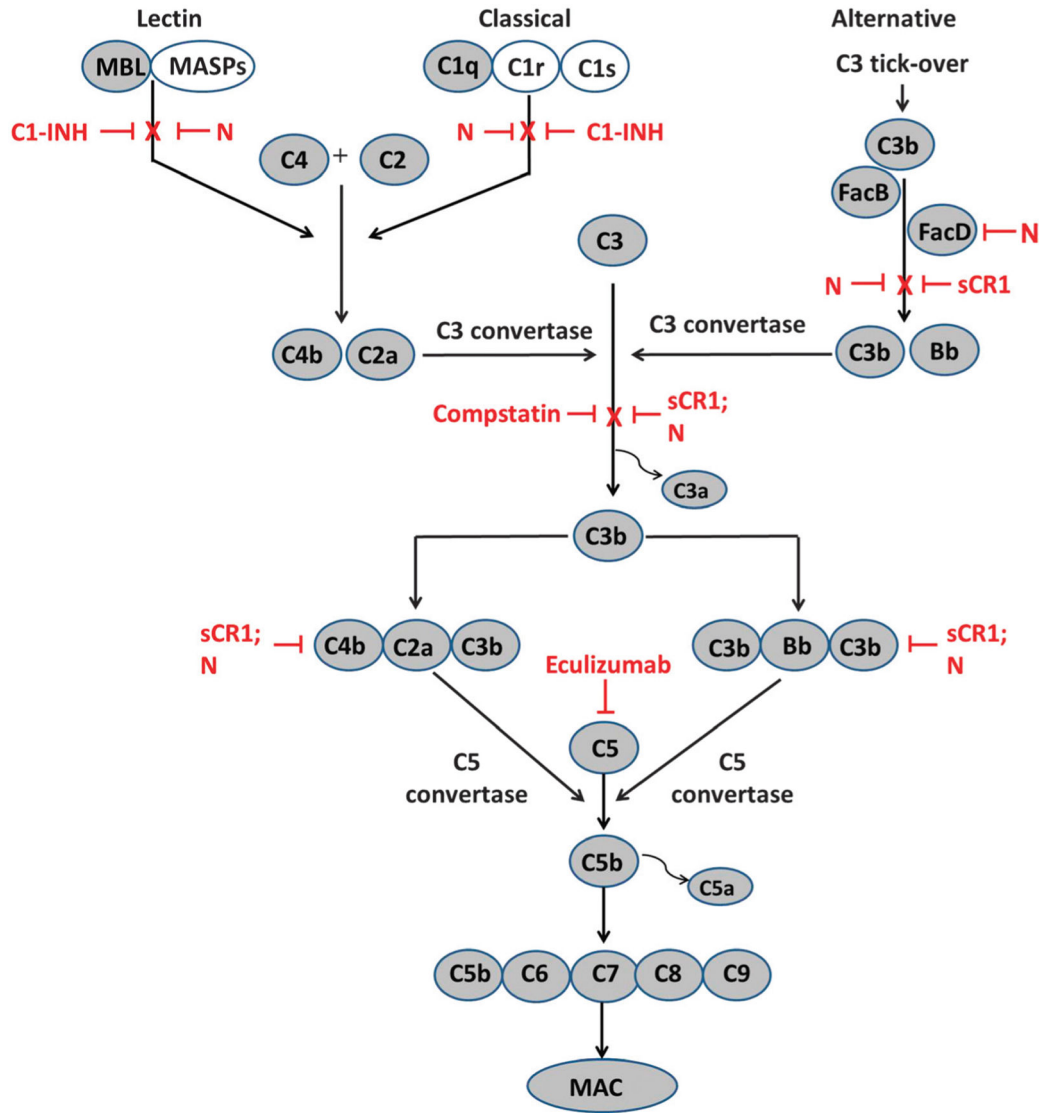 Lectin
Classical
Alternative
MBL
MASPs
C1q
C1r
C1s
C3 tick-over
C1-INH
X
N
N
X
C1-INH
C3b
C4
+
C2
FacB
FacD
N
C3
N
X
sCR1
C3 convertase
C3 convertase
C4b
C2a
C3b
Bb
Compstatin
X
sCR1;
N
C3a
C3b
sCR1;
N
C4b
C2a
C3b
C3b
Bb
C3b
sCR1;
N
Eculizumab
C5
C5
convertase
C5
convertase
C5b
C5a
C5b
C6
C7
C8
C9
MAC